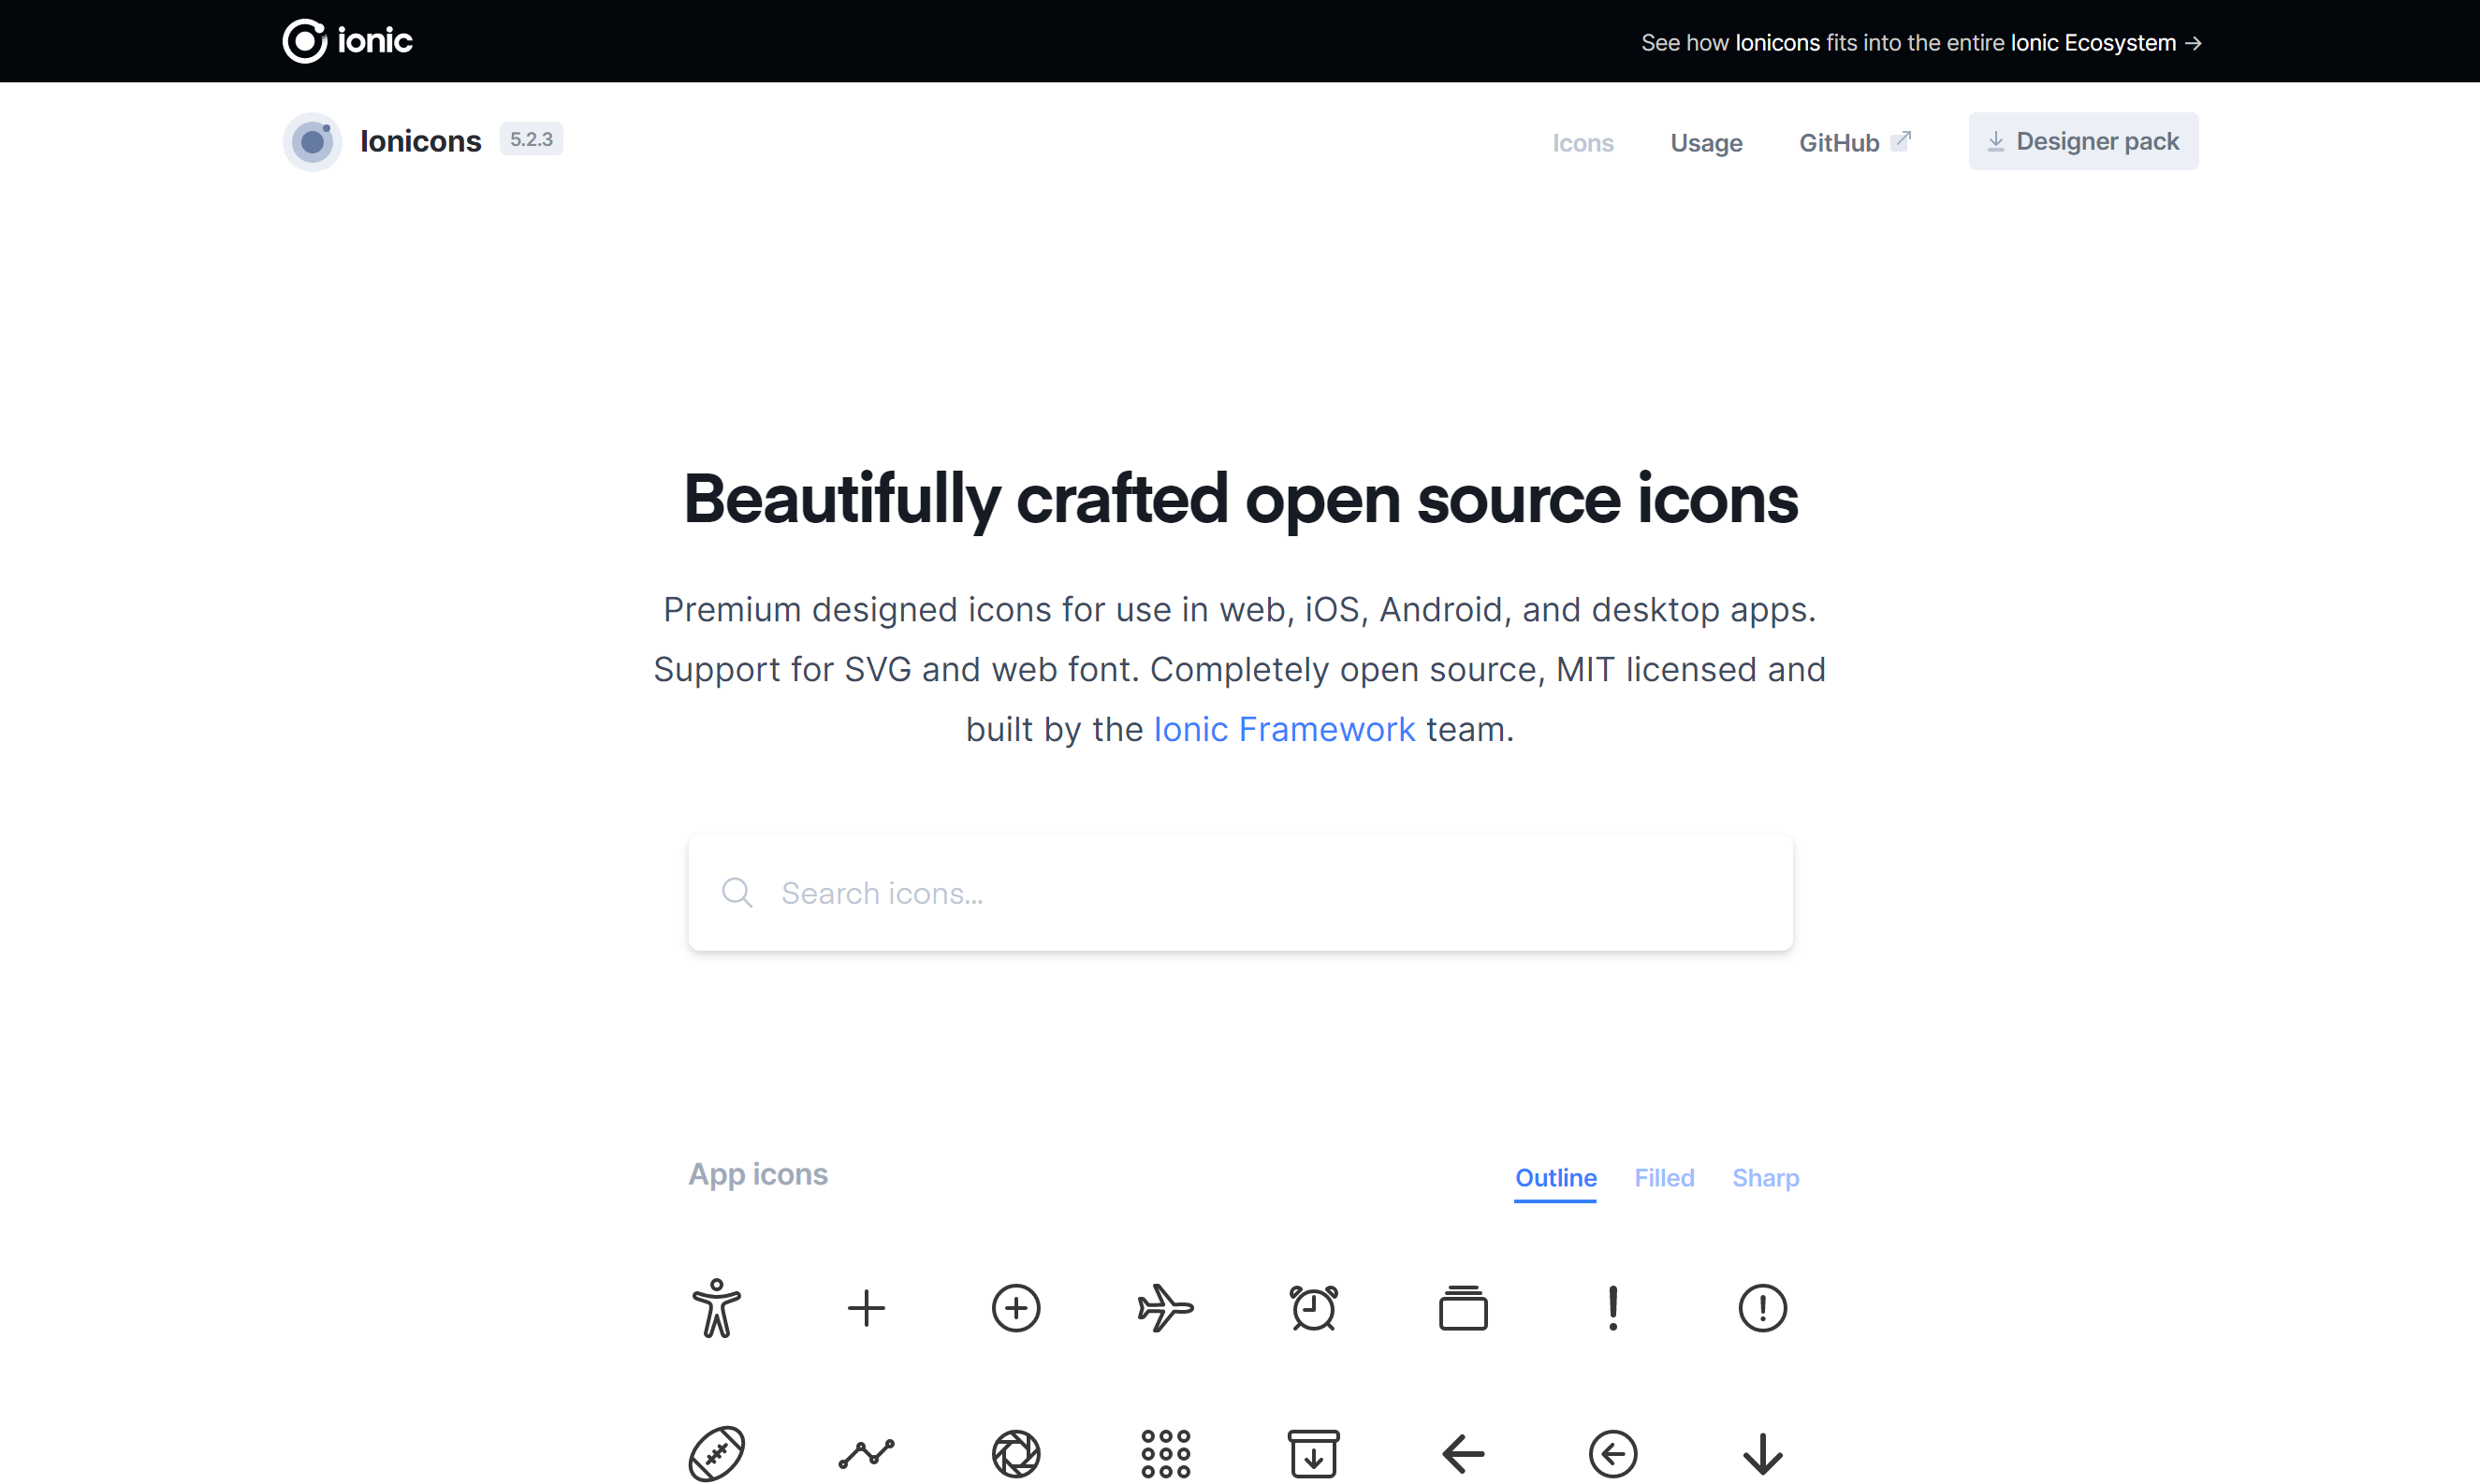 ionic
See how Ionicons fits into the entire Ionic Ecosystem →
Ionicons 5.2.3
Icons Usage GitHub Designer pack
Beautifully crafted open source icons
Premium designed icons for use in web, iOS, Android, and desktop apps.
Support for SVG and web font. Completely open source, MIT licensed and
built by the Ionic Framework team.
Search icons...
App icons
Outline Filled Sharp